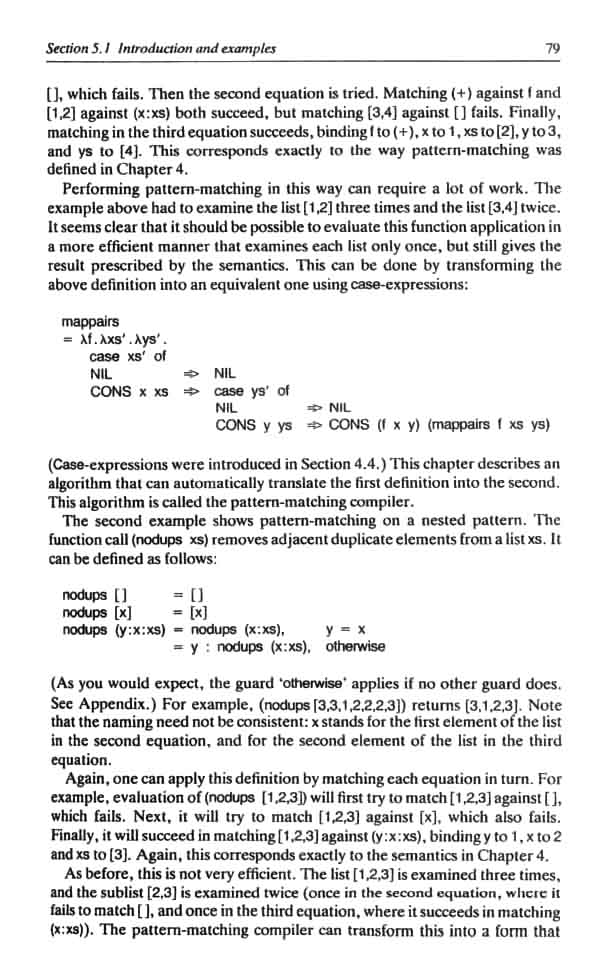 Section 5.1 Introduction and examples 79
[], which fails. Then the second equation is tried. Matching (+) against f and
[1,2] against (x:xs) both succeed, but matching [3,4] against [] fails. Finally,
matching in the third equation succeeds, binding f to (+), x to 1, xs to [2], y to 3,
and ys to [4]. This corresponds exactly to the way pattern-matching was
defined in Chapter 4.
Performing pattern-matching in this way can require a lot of work. The
example above had to examine the list [1,2] three times and the list [3,4] twice.
It seems clear that it should be possible to evaluate this function application in
a more efficient manner that examines each list only once, but still gives the
result prescribed by the semantics. This can be done by transforming the
above definition into an equivalent one using case-expressions:
mappairs
= λf.λxs'.λys'.
case xs' of
NIL ⇒ NIL
CONS x xs ⇒ case ys' of
NIL ⇒ NIL
CONS y ys ⇒ CONS (f x y) (mappairs f xs ys)
(Case-expressions were introduced in Section 4.4.) This chapter describes an
algorithm that can automatically translate the first definition into the second.
This algorithm is called the pattern-matching compiler.
The second example shows pattern-matching on a nested pattern. The
function call (nodups xs) removes adjacent duplicate elements from a list xs. It
can be defined as follows:
nodups [] = []
nodups [x] = [x]
nodups (y:x:xs) = nodups (x:xs), y = x
= y : nodups (x:xs), otherwise
(As you would expect, the guard 'otherwise' applies if no other guard does.
See Appendix.) For example, (nodups [3,3,1,2,2,2,3]) returns [3,1,2,3]. Note
that the naming need not be consistent: x stands for the first element of the list
in the second equation, and for the second element of the list in the third
equation.
Again, one can apply this definition by matching each equation in turn. For
example, evaluation of (nodups [1,2,3]) will first try to match [1,2,3] against [],
which fails. Next, it will try to match [1,2,3] against [x], which also fails.
Finally, it will succeed in matching [1,2,3] against (y:x:xs), binding y to 1, x to 2
and xs to [3]. Again, this corresponds exactly to the semantics in Chapter 4.
As before, this is not very efficient. The list [1,2,3] is examined three times,
and the sublist [2,3] is examined twice (once in the second equation, where it
fails to match [], and once in the third equation, where it succeeds in matching
(x:xs)). The pattern-matching compiler can transform this into a form that